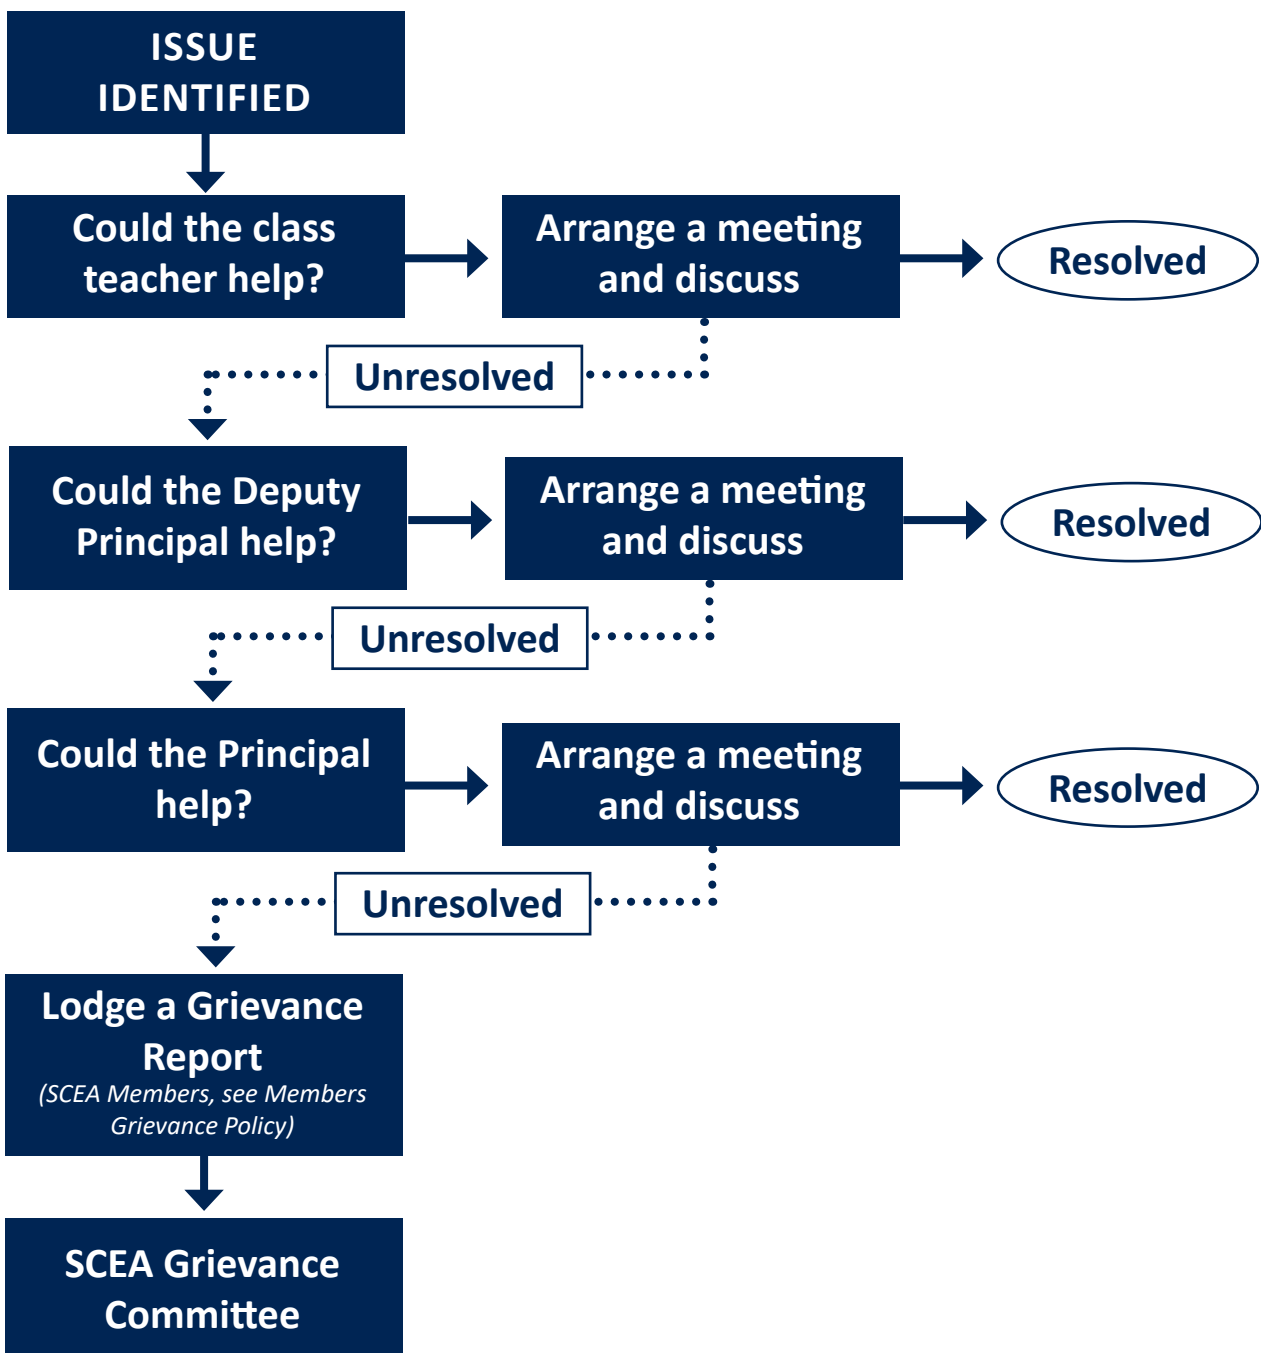 ISSUE
IDENTIFIED
Could the class
teacher help?
Arrange a meeting
and discuss
Resolved
Unresolved
Could the Deputy
Principal help?
Arrange a meeting
and discuss
Resolved
Unresolved
Could the Principal
help?
Arrange a meeting
and discuss
Resolved
Unresolved
Lodge a Grievance
Report
(SCEA Members, see Members
Grievance Policy)
SCEA Grievance
Committee